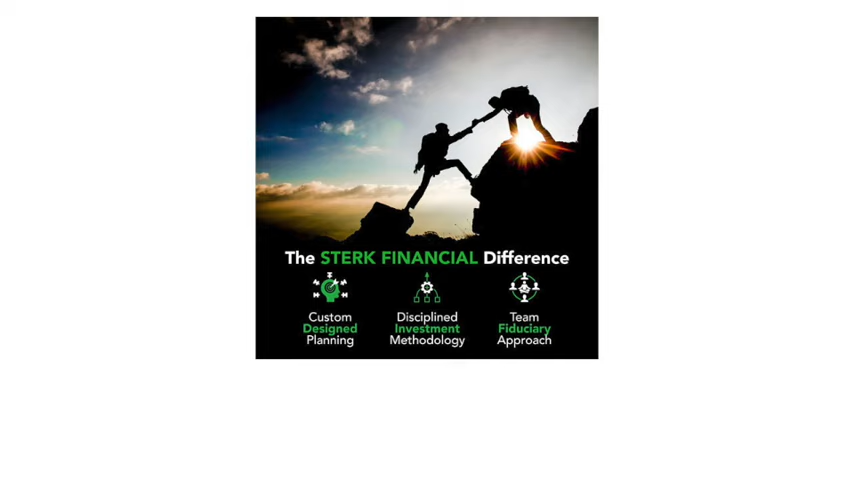 The STERK FINANCIAL Difference
Custom
Designed
Planning
Disciplined
Investment
Methodology
Team
Fiduciary
Approach